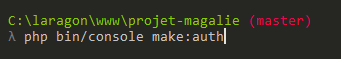 C:\laragon\www\projet-magalie (master)
λ php bin/console make:auth